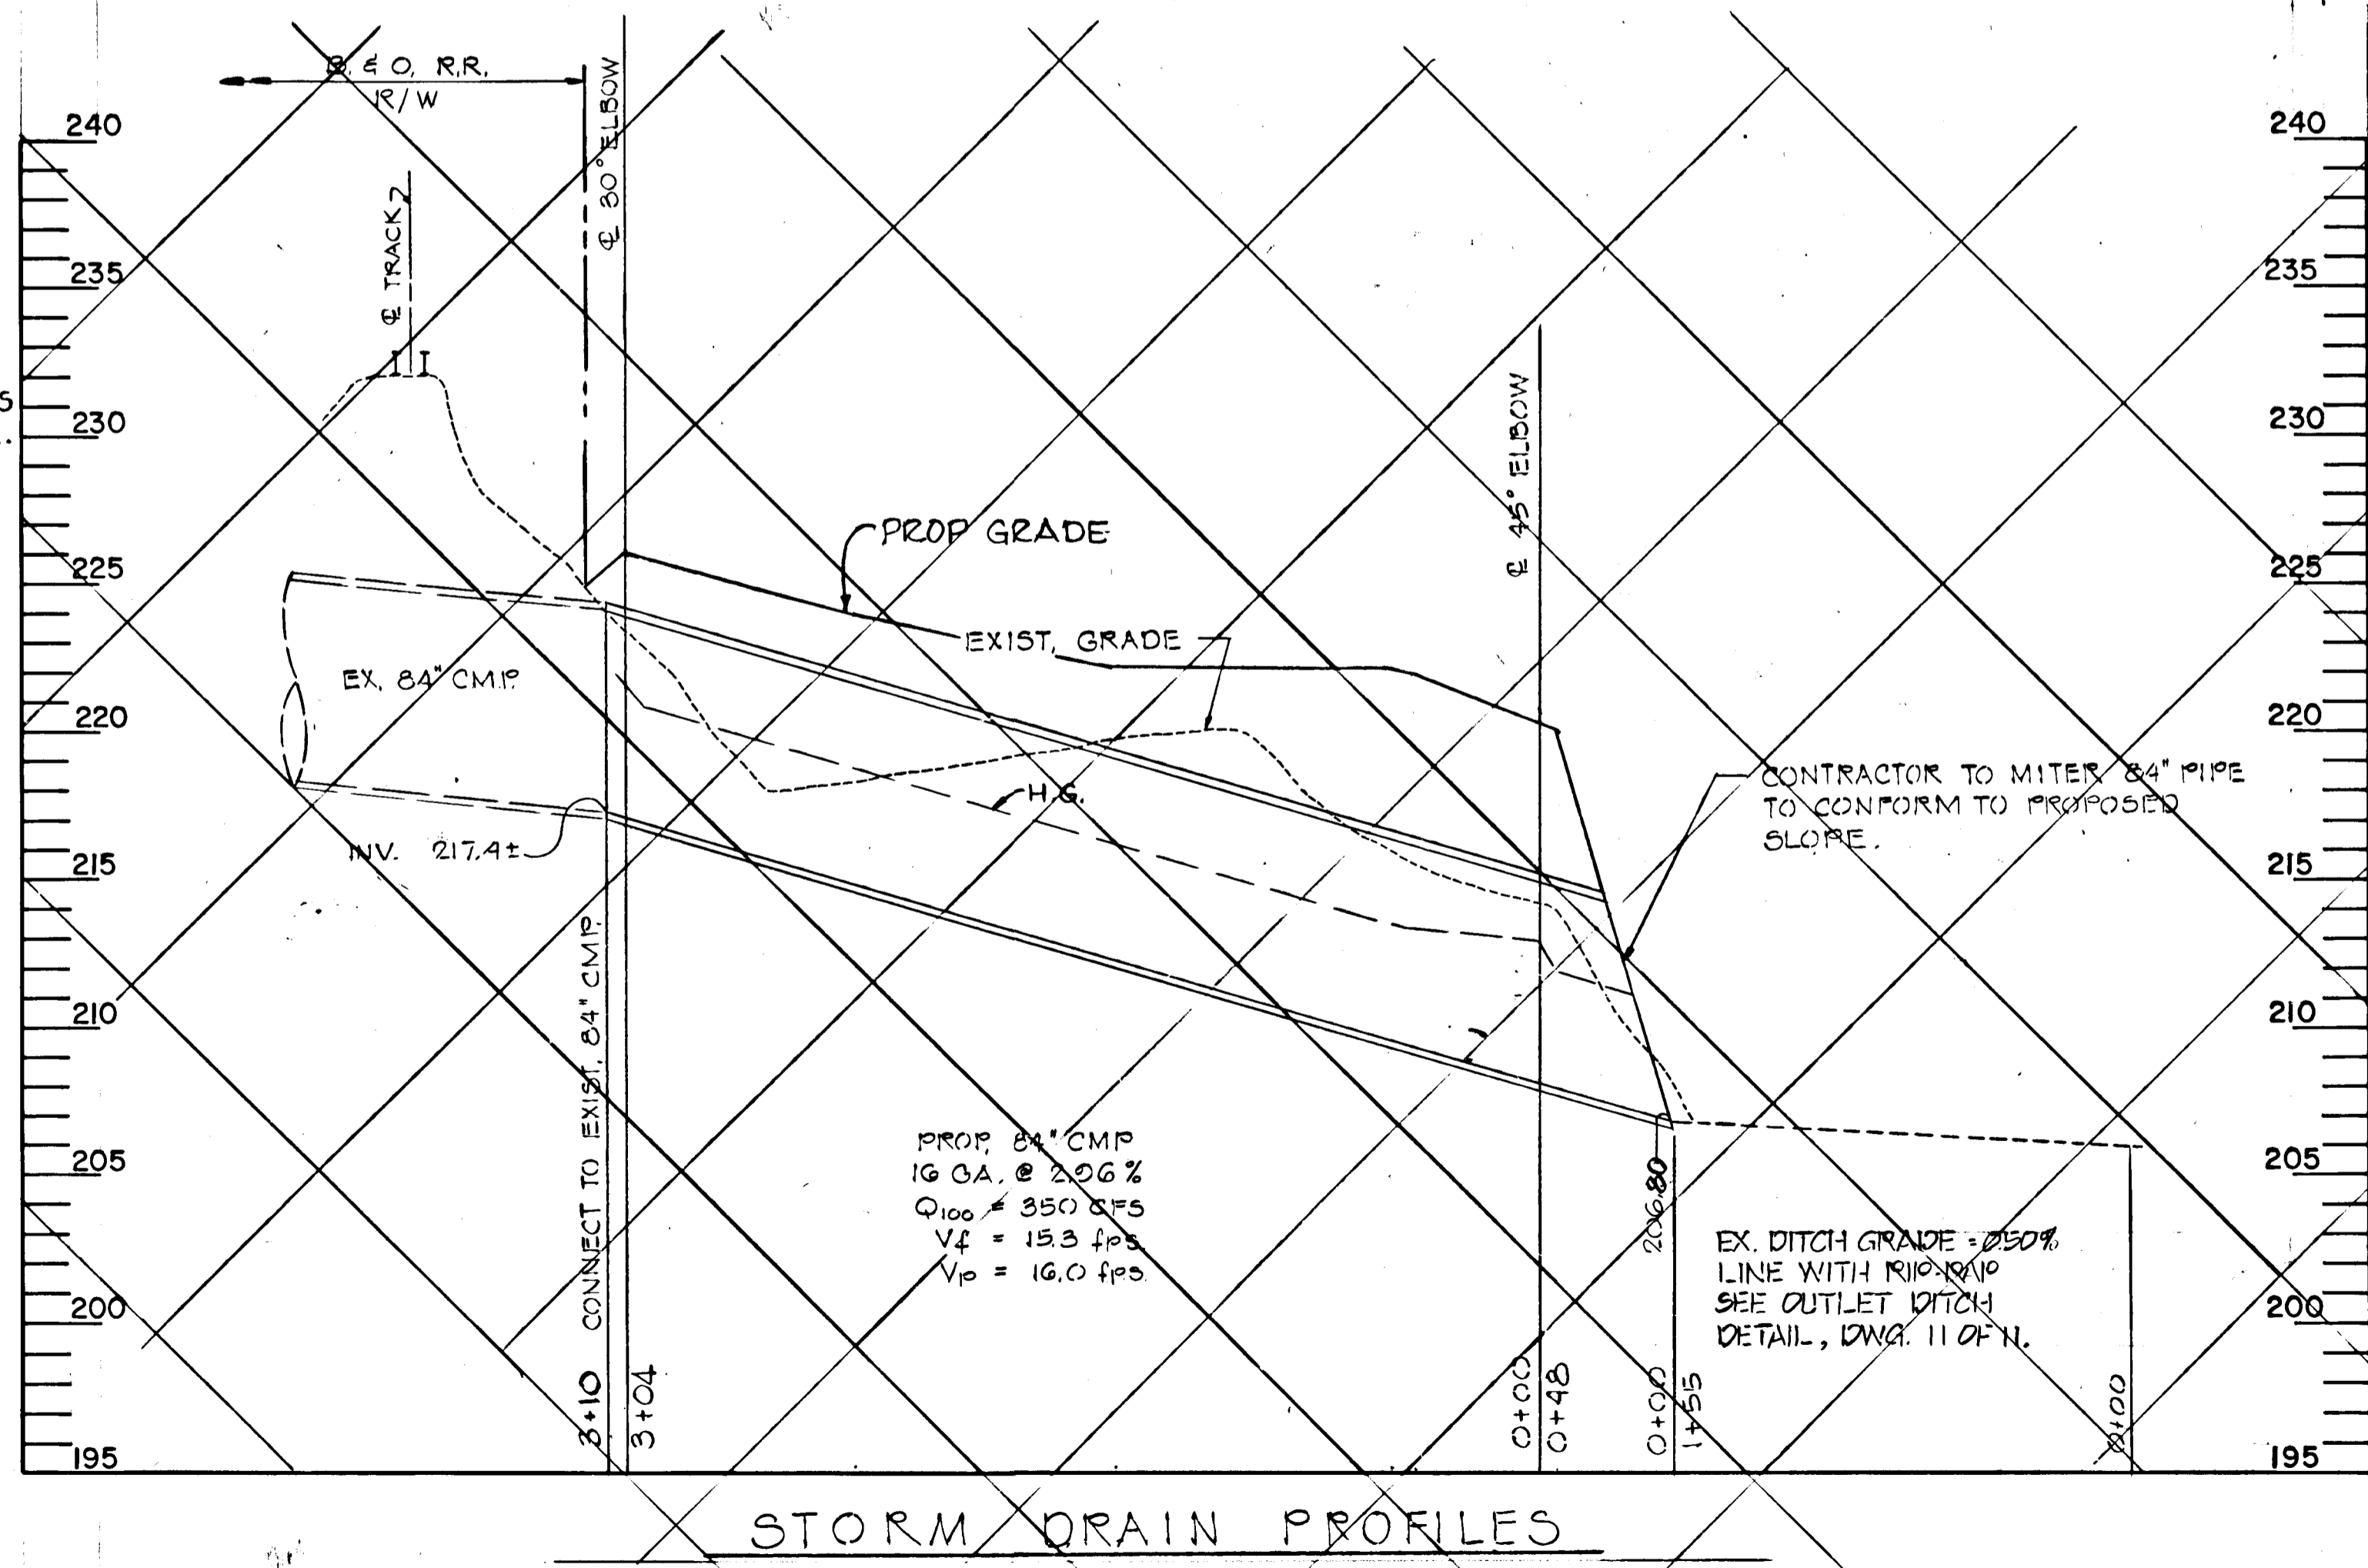 B. & O. R.R.
R/W
℄ 30° ELBOW
℄ TRACK
240
235
230
225
220
215
210
205
200
195
240
235
230
225
220
215
210
205
200
195
S
PROP GRADE
EXIST. GRADE
℄ 45° ELBOW
EX. 84" C.M.P.
H.G.
INV. 217.4±
CONTRACTOR TO MITER 84" PIPE
TO CONFORM TO PROPOSED
SLOPE.
CONNECT TO EXIST. 84" CMP.
PROP. 84" CMP
16 GA. @ 2.96%
Q100 = 350 CFS
Vf = 15.3 fps.
Vp = 16.0 fps.
206.80
EX. DITCH GRADE = 0.50%
LINE WITH RIP-RAP
SEE OUTLET DITCH
DETAIL, DWG. 11 OF 11.
3+10
3+04
0+00
0+48
0+00
1+55
0+00
STORM DRAIN PROFILES